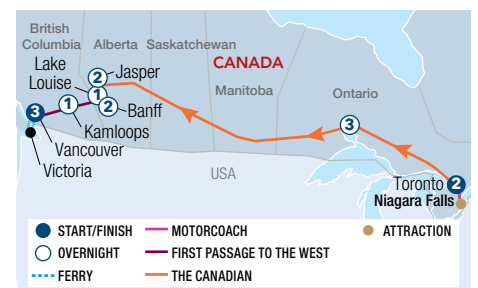 British
Columbia
Alberta
Saskatchewan
CANADA
Manitoba
Ontario
Lake
Louise
2
Jasper
1
2
Banff
1
Kamloops
3
Vancouver
Victoria
3
USA
Toronto
2
Niagara Falls
START/FINISH
MOTORCOACH
ATTRACTION
OVERNIGHT
FIRST PASSAGE TO THE WEST
FERRY
THE CANADIAN